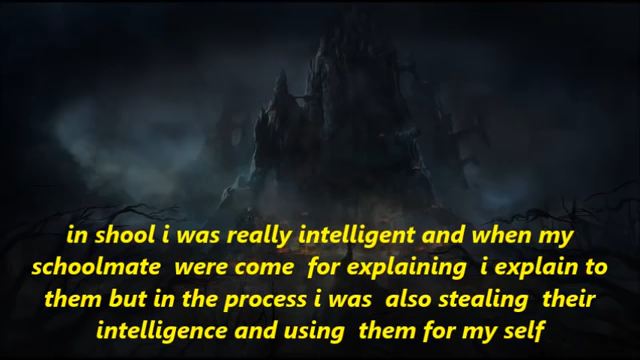 in shool i was really intelligent and when my
schoolmate were come for explaining i explain to
them but in the process i was also stealing their
intelligence and using them for my self